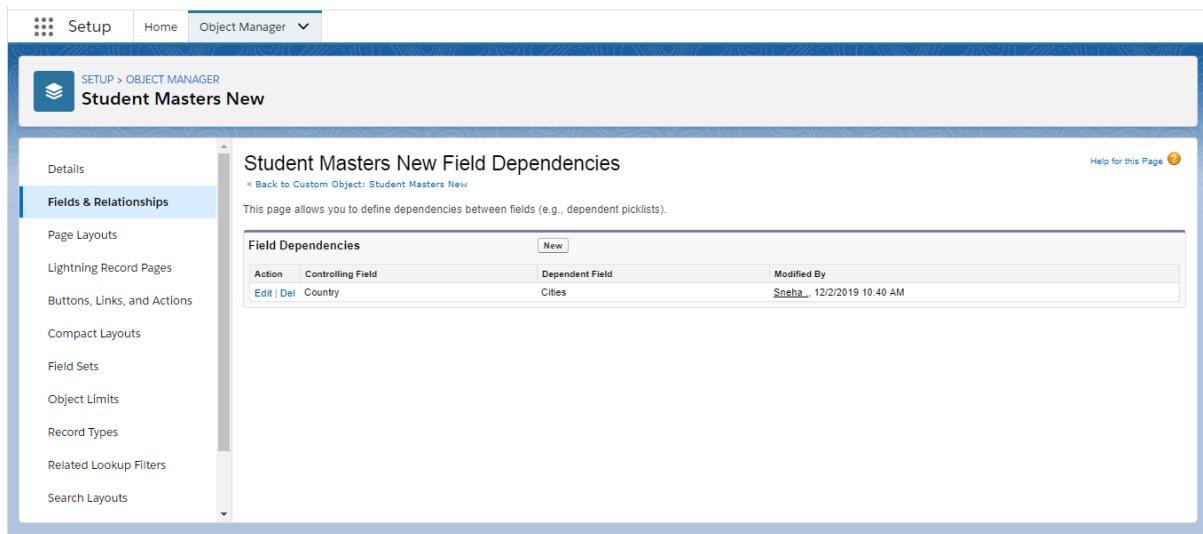 Setup Home Object Manager
SETUP > OBJECT MANAGER
Student Masters New
Details
Fields & Relationships
Page Layouts
Lightning Record Pages
Buttons, Links, and Actions
Compact Layouts
Field Sets
Object Limits
Record Types
Related Lookup Filters
Search Layouts
Student Masters New Field Dependencies
Help for this Page ?
« Back to Custom Object: Student Masters New
This page allows you to define dependencies between fields (e.g., dependent picklists).
Field Dependencies New
Action Controlling Field Dependent Field Modified By
Edit | Del Country Cities Sneha ., 12/2/2019 10:40 AM